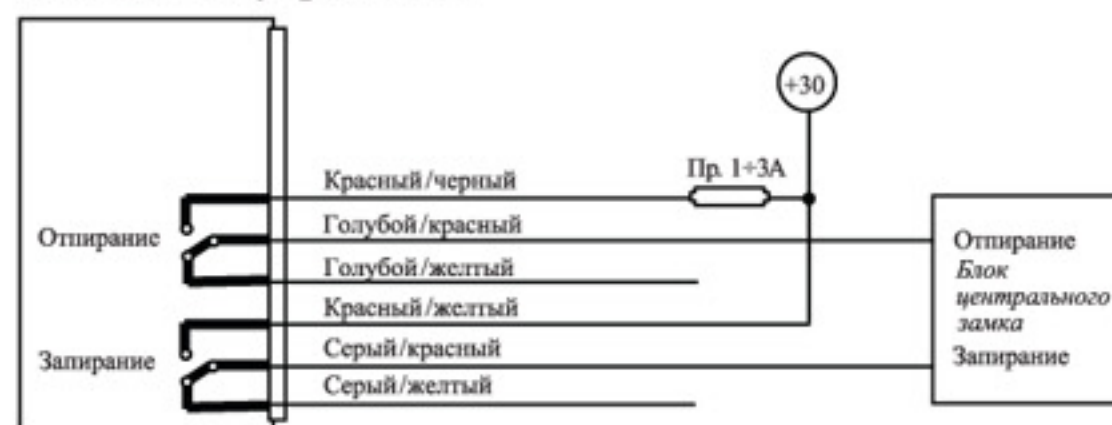 +30
Пр. 1÷3А
Красный/черный
Голубой/красный
Отпирание
Голубой/желтый
Красный/желтый
Серый/красный
Запирание
Серый/желтый
Отпирание
Блок
центрального
замка
Запирание